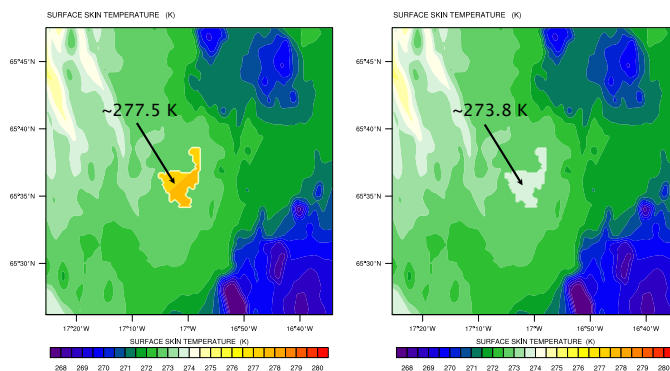 SURFACE SKIN TEMPERATURE (K)
65°45'N
65°40'N
65°35'N
65°30'N
~277.5 K
17°20'W 17°10'W 17°W 16°50'W 16°40'W
SURFACE SKIN TEMPERATURE (K)
268 269 270 271 272 273 274 275 276 277 278 279 280
SURFACE SKIN TEMPERATURE (K)
65°45'N
65°40'N
65°35'N
65°30'N
~273.8 K
17°20'W 17°10'W 17°W 16°50'W 16°40'W
SURFACE SKIN TEMPERATURE (K)
268 269 270 271 272 273 274 275 276 277 278 279